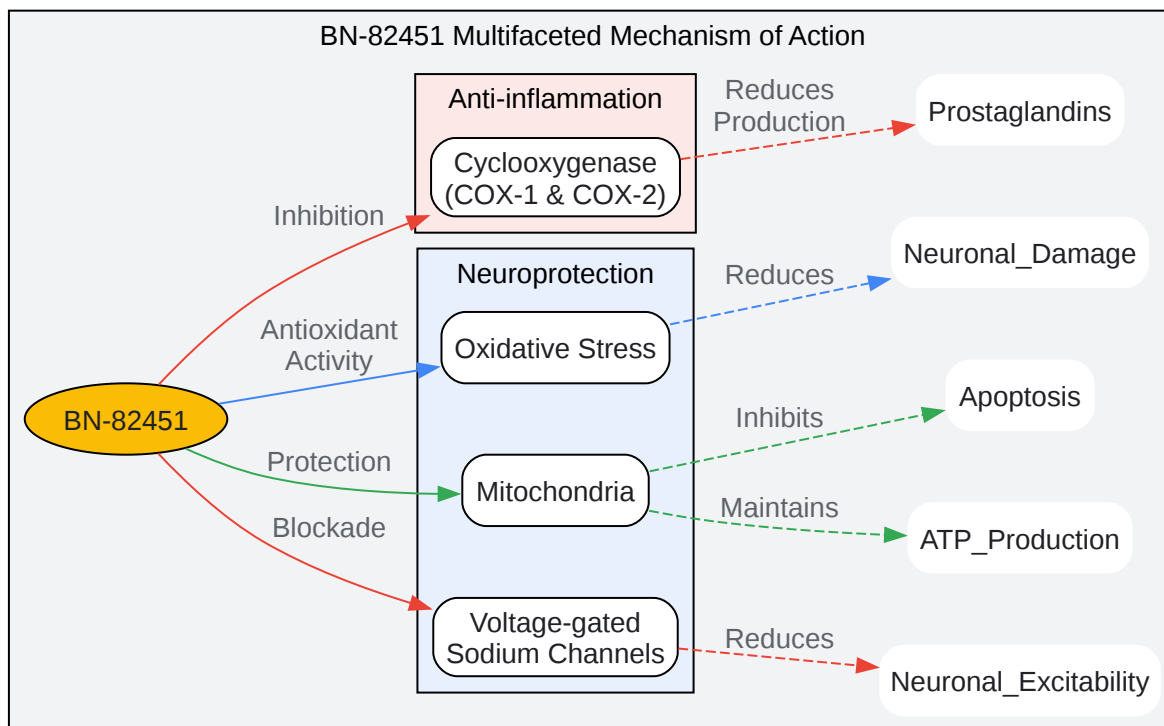 BN-82451 Multifaceted Mechanism of Action
Anti-inflammation
Cyclooxygenase
(COX-1 & COX-2)
Reduces
Production
Prostaglandins
Inhibition
Neuroprotection
Reduces
Neuronal_Damage
Antioxidant
Activity
Oxidative Stress
BN-82451
Inhibits
Apoptosis
Protection
Mitochondria
Maintains
ATP_Production
Blockade
Voltage-gated
Sodium Channels
Reduces
Neuronal_Excitability